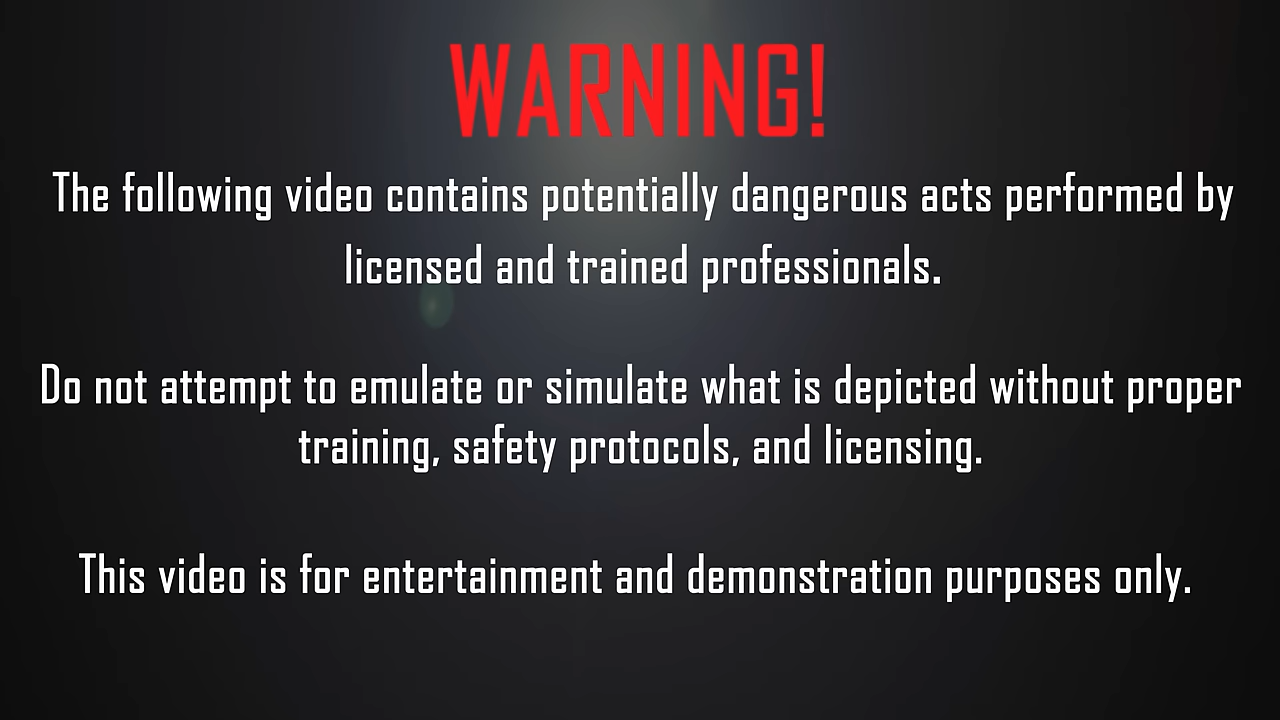 WARNING!
The following video contains potentially dangerous acts performed by
licensed and trained professionals.
Do not attempt to emulate or simulate what is depicted without proper
training, safety protocols, and licensing.
This video is for entertainment and demonstration purposes only.